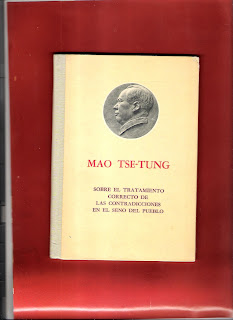 MAO TSE-TUNG
SOBRE EL TRATAMIENTO
CORRECTO DE
LAS CONTRADICCIONES
EN EL SENO DEL PUEBLO